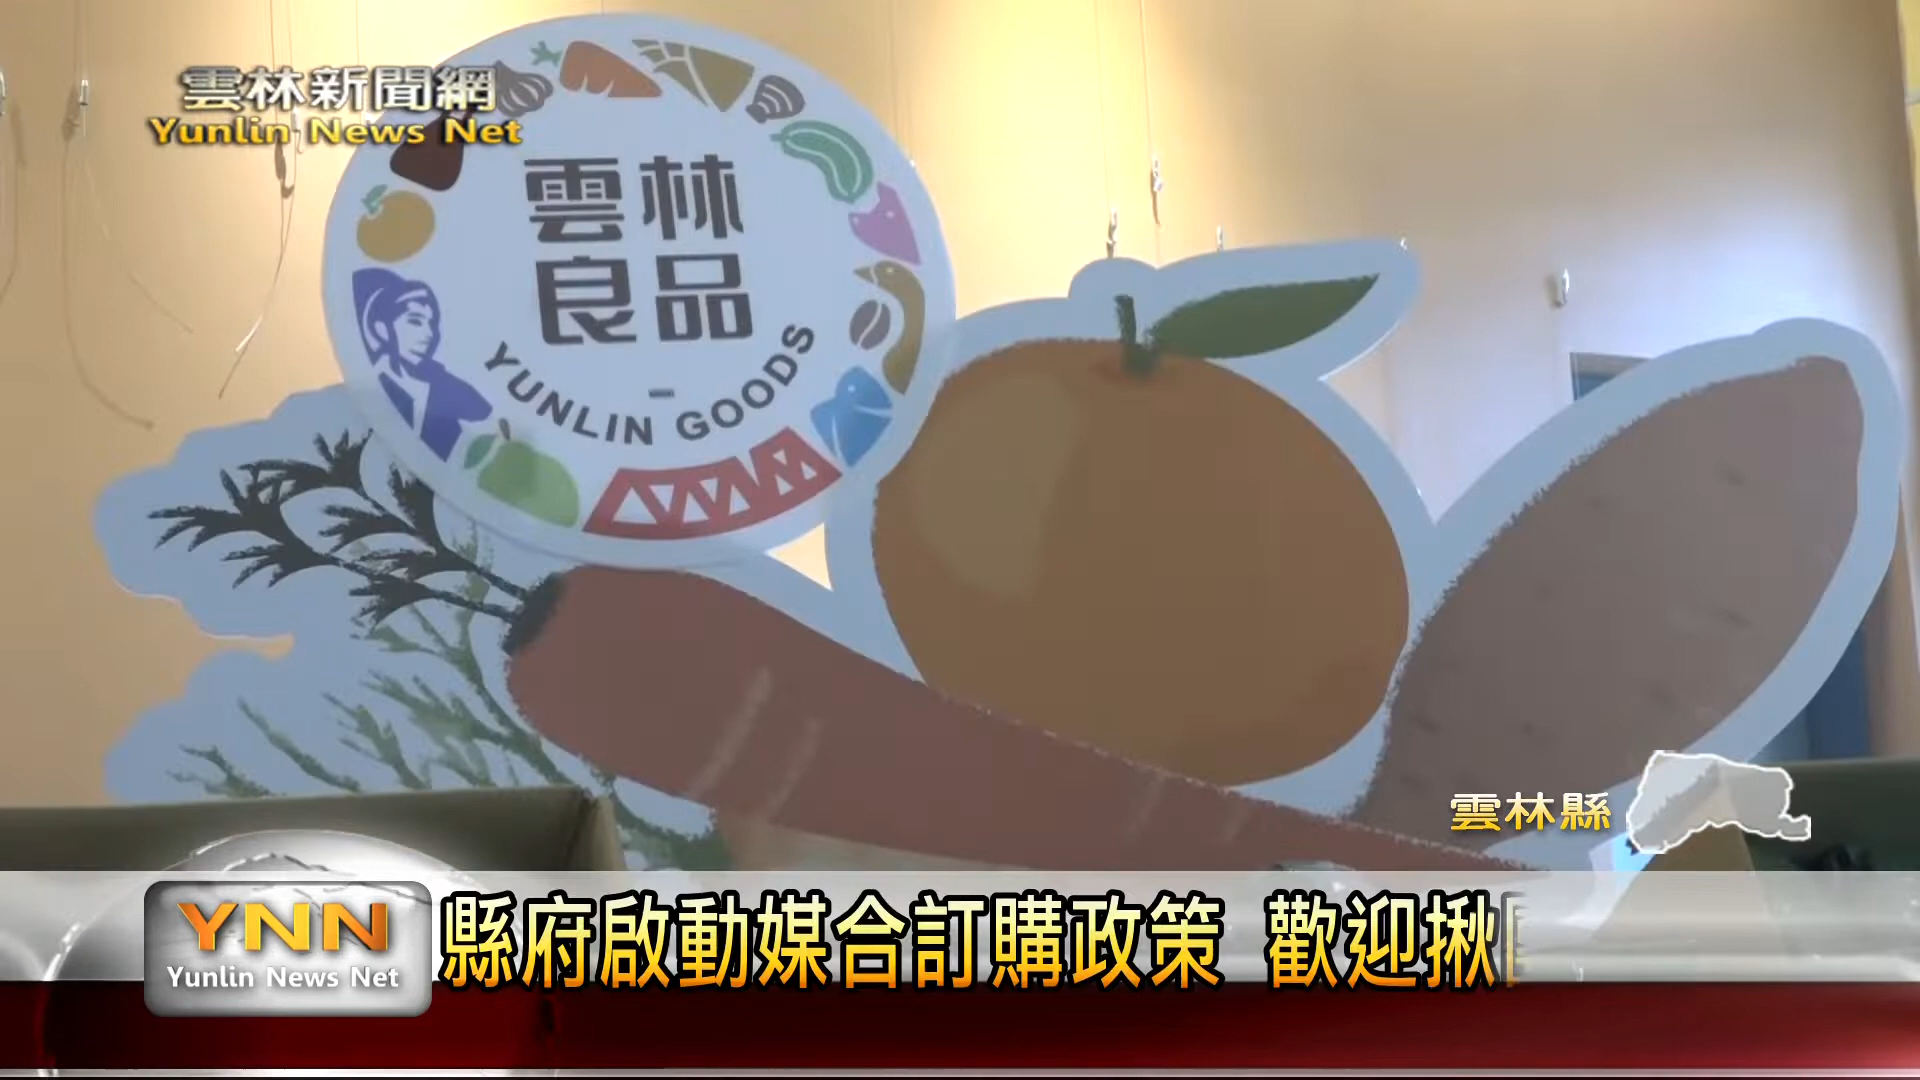 雲林新聞網
Yunlin News Net
雲林
良品
YUNLIN GOODS
雲林縣
YNN
Yunlin News Net
縣府啟動媒合訂購政策 歡迎揪